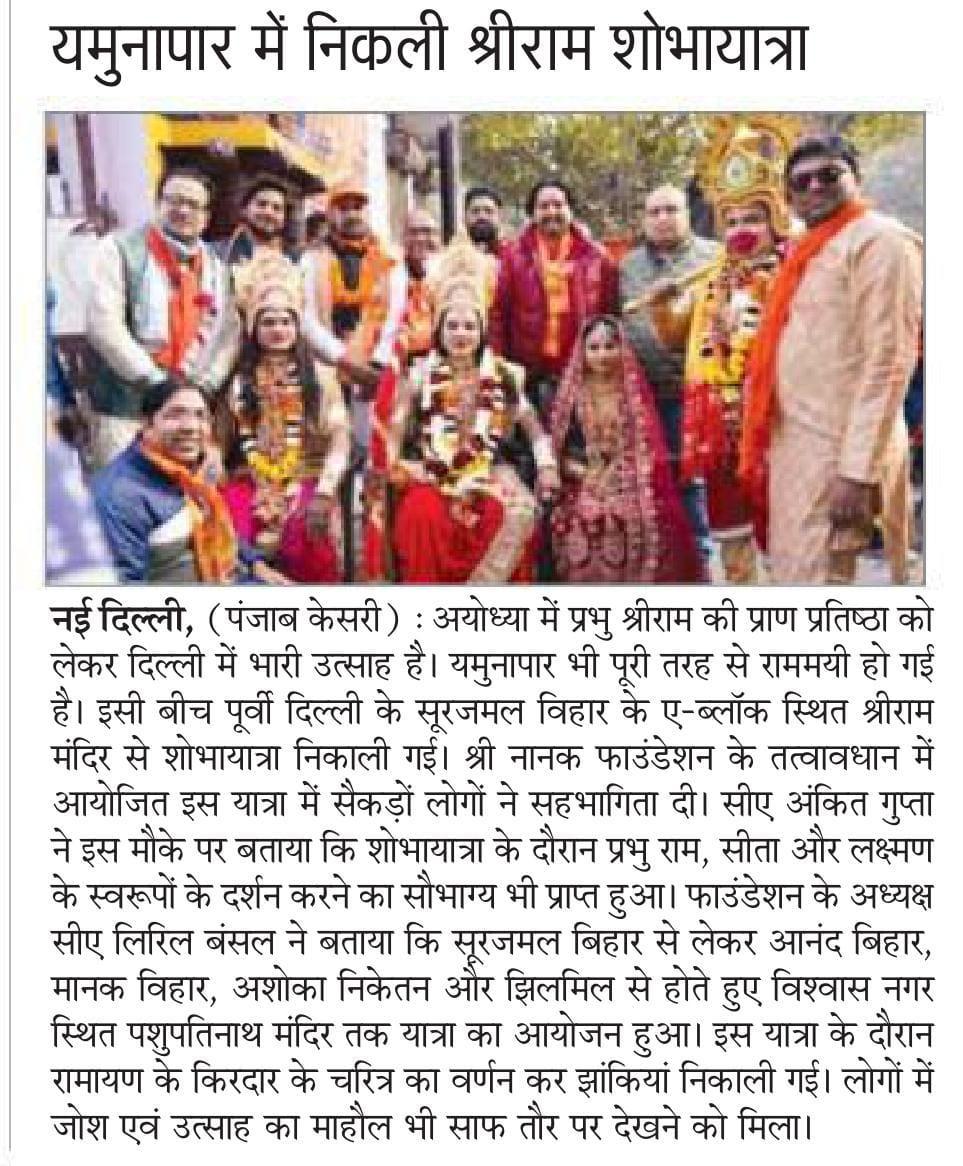 यमुनापार में निकली श्रीराम शोभायात्रा
नई दिल्ली, (पंजाब केसरी) : अयोध्या में प्रभु श्रीराम की प्राण प्रतिष्ठा को
लेकर दिल्ली में भारी उत्साह है। यमुनापार भी पूरी तरह से राममयी हो गई
है। इसी बीच पूर्वी दिल्ली के सूरजमल विहार के ए-ब्लॉक स्थित श्रीराम
मंदिर से शोभायात्रा निकाली गई। श्री नानक फाउंडेशन के तत्वावधान में
आयोजित इस यात्रा में सैकड़ों लोगों ने सहभागिता दी। सीए अंकित गुप्ता
ने इस मौके पर बताया कि शोभायात्रा के दौरान प्रभु राम, सीता और लक्ष्मण
के स्वरूपों के दर्शन करने का सौभाग्य भी प्राप्त हुआ। फाउंडेशन के अध्यक्ष
सीए लिरिल बंसल ने बताया कि सूरजमल बिहार से लेकर आनंद बिहार,
मानक विहार, अशोका निकेतन और झिलमिल से होते हुए विश्वास नगर
स्थित पशुपतिनाथ मंदिर तक यात्रा का आयोजन हुआ। इस यात्रा के दौरान
रामायण के किरदार के चरित्र का वर्णन कर झांकियां निकाली गई। लोगों में
जोश एवं उत्साह का माहौल भी साफ तौर पर देखने को मिला।